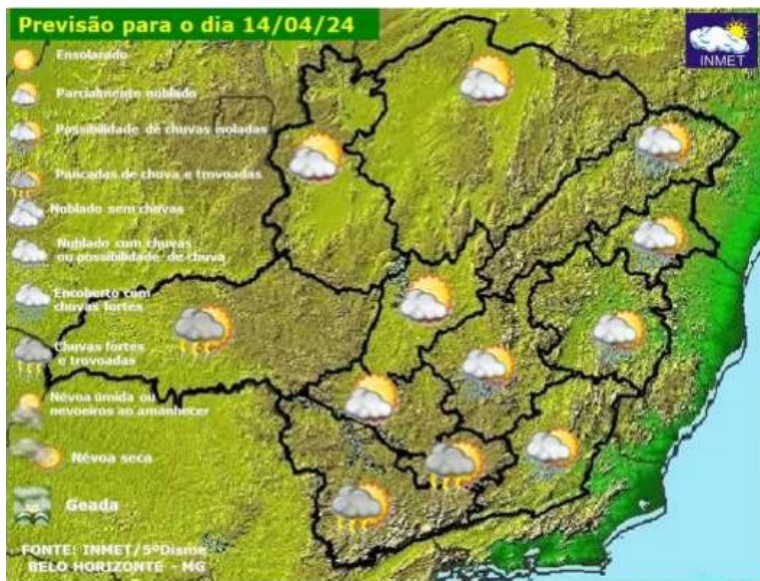 Previsão para o dia 14/04/24
INMET
Ensolarado
Parcialmente nublado
Possibilidade de chuvas isoladas
Pancadas de chuva e trovoadas
Nublado sem chuvas
Nublado com chuvas
ou possibilidade de chuva
Encoberto com
chuvas fortes
Chuvas fortes
e trovoadas
Névoa úmida ou
nevoeiros ao amanhecer
Névoa seca
Geada
FONTE: INMET/5ºDisme
BELO HORIZONTE - MG